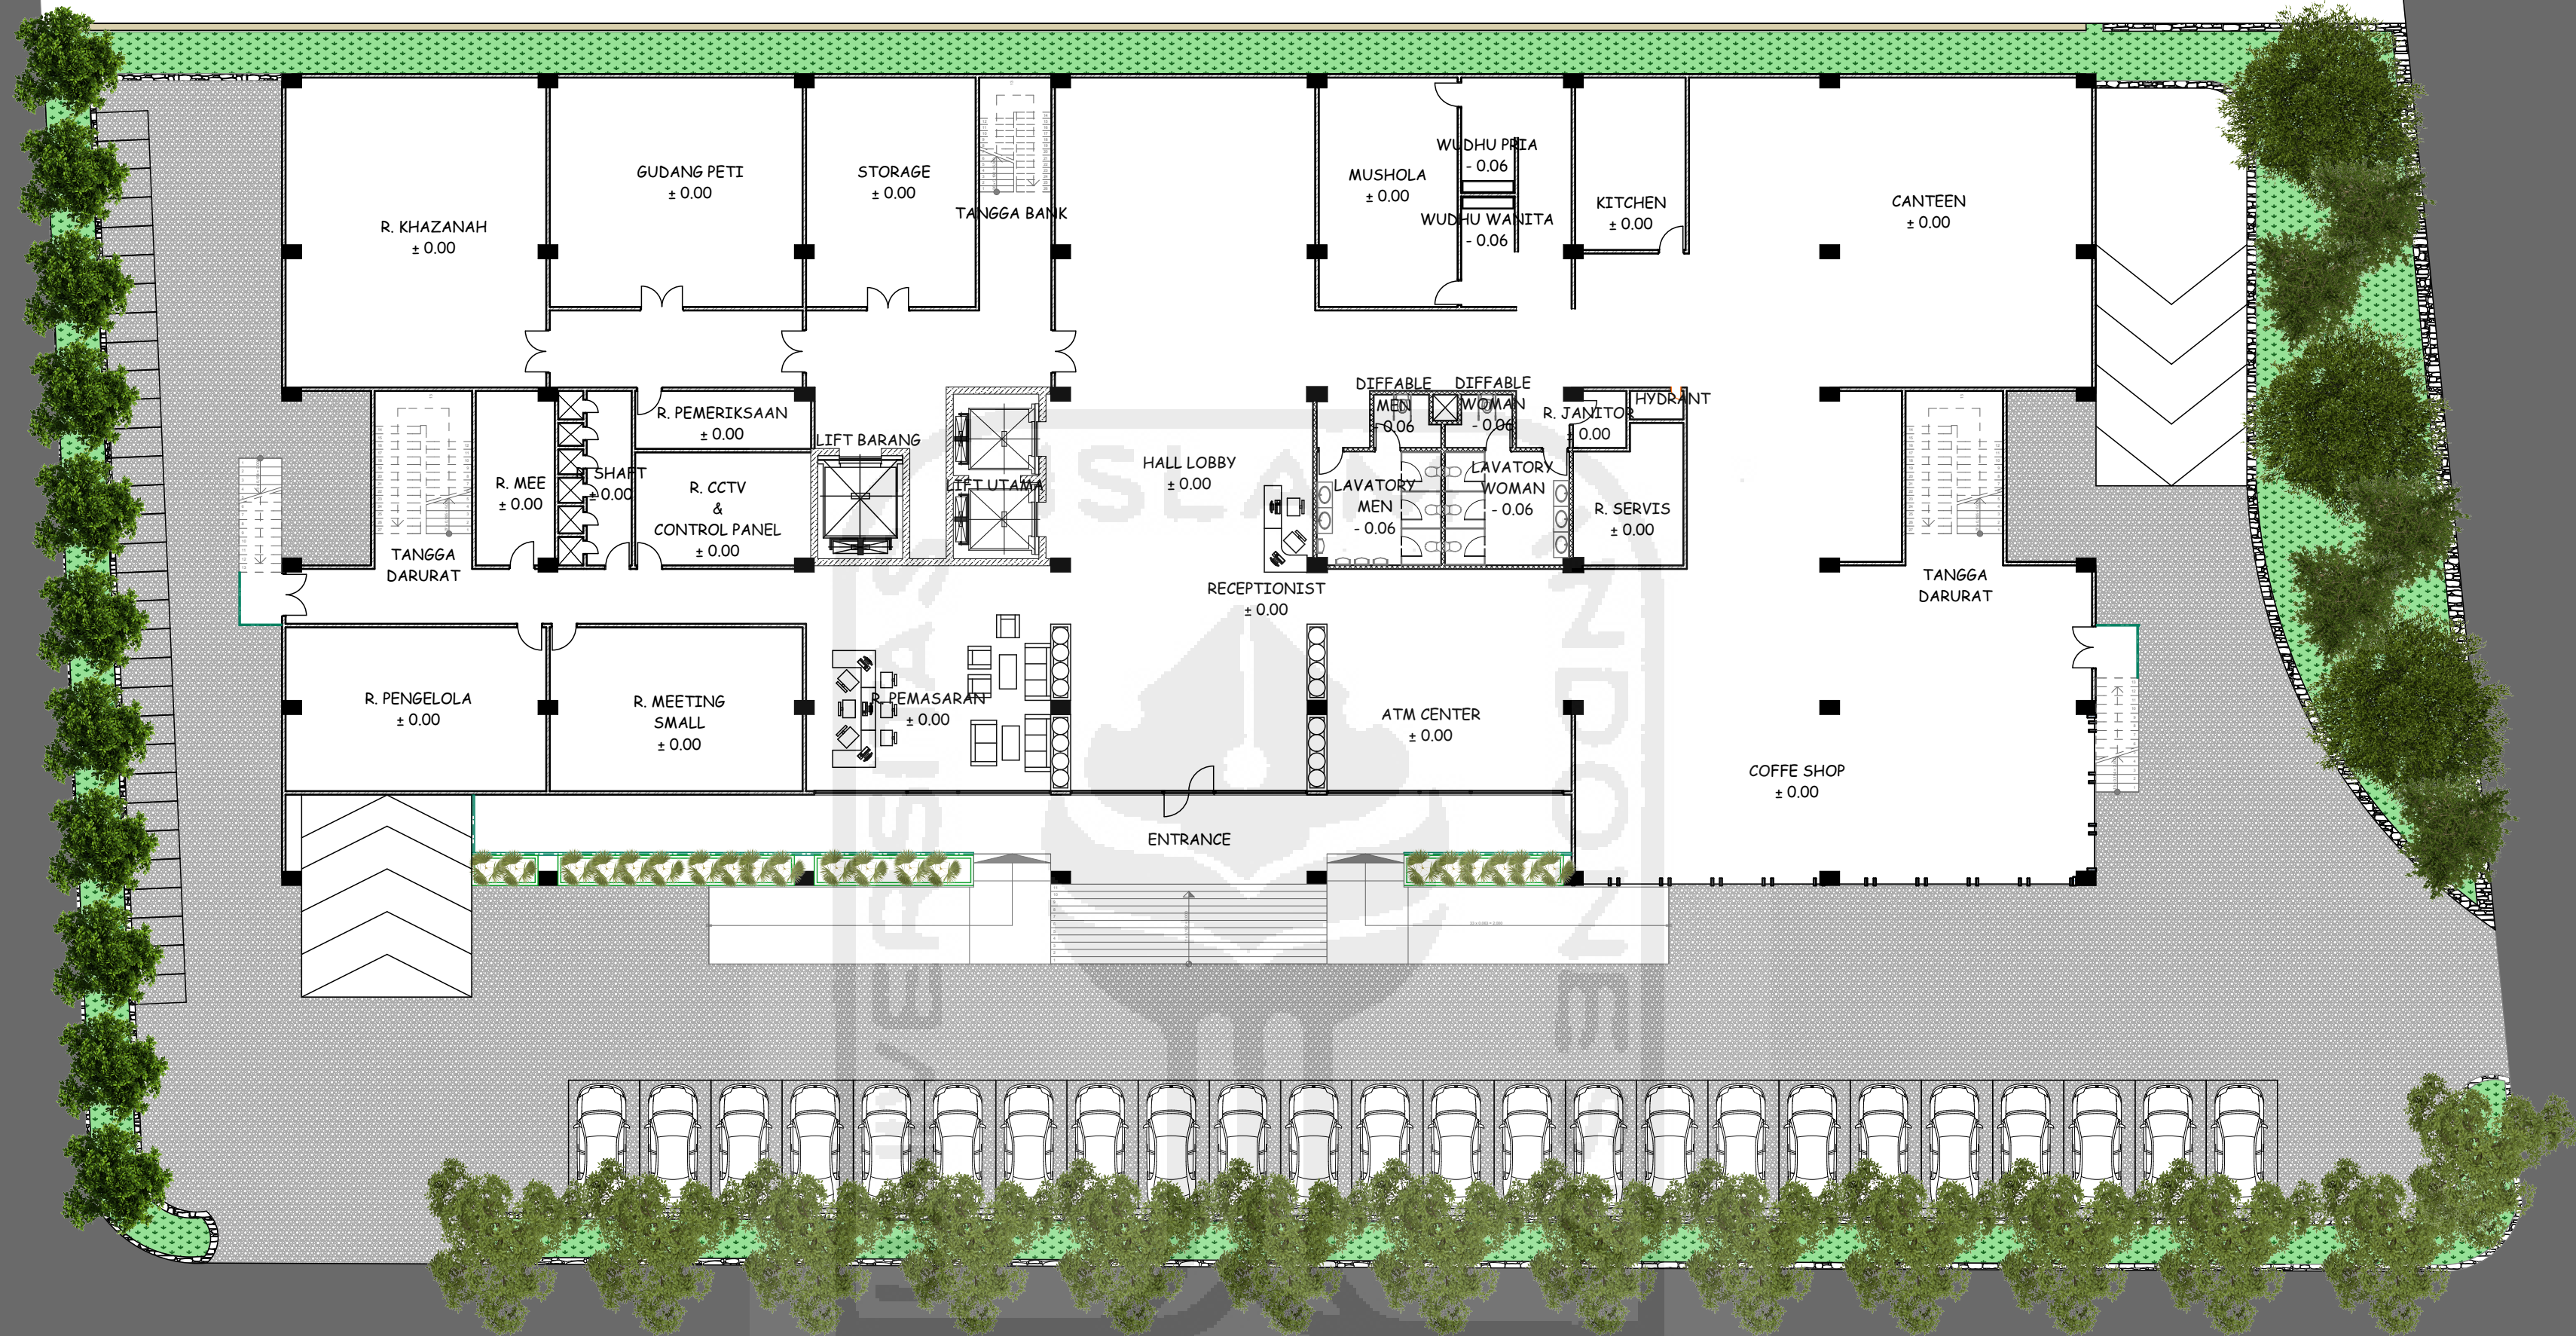 GUDANG PETI
± 0.00
STORAGE
± 0.00
TANGGA BANK
R. KHAZANAH
± 0.00
MUSHOLA
± 0.00
WUDHU PRIA
- 0.06
WUDHU WANITA
- 0.06
KITCHEN
± 0.00
CANTEEN
± 0.00
R. PEMERIKSAAN
± 0.00
LIFT BARANG
LIFT UTAMA
R. MEE
± 0.00
SHAFT
± 0.00
R. CCTV
&
CONTROL PANEL
± 0.00
TANGGA
DARURAT
HALL LOBBY
± 0.00
DIFFABLE
MEN
- 0.06
DIFFABLE
WOMAN
- 0.06
R. JANITOR
± 0.00
HYDRANT
LAVATORY
MEN
- 0.06
LAVATORY
WOMAN
- 0.06
R. SERVIS
± 0.00
RECEPTIONIST
± 0.00
TANGGA
DARURAT
R. PENGELOLA
± 0.00
R. MEETING
SMALL
± 0.00
R. PEMASARAN
± 0.00
ATM CENTER
± 0.00
COFFE SHOP
± 0.00
ENTRANCE
UNIVERSITAS
ISLAM
INDONESIA